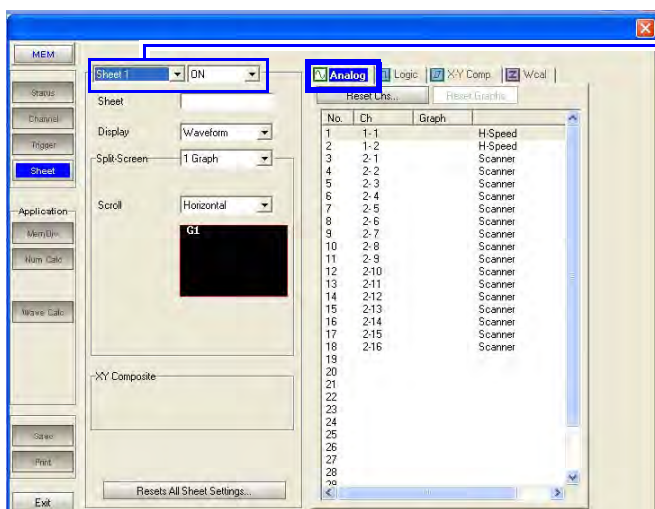 MEM
Status
Channel
Trigger
Sheet
Application
MemDiv
Num Calc
Wave Calc
Save
Print
Exit
Sheet 1 ON
Sheet
Display Waveform
Split-Screen 1 Graph
Scroll Horizontal
G1
XY Composite
Resets All Sheet Settings...
Analog Logic X-Y Comp. Wcal
Reset Chs... Reset Graphs
No. Ch Graph
1 1- 1 H-Speed
2 1- 2 H-Speed
3 2- 1 Scanner
4 2- 2 Scanner
5 2- 3 Scanner
6 2- 4 Scanner
7 2- 5 Scanner
8 2- 6 Scanner
9 2- 7 Scanner
10 2- 8 Scanner
11 2- 9 Scanner
12 2-10 Scanner
13 2-11 Scanner
14 2-12 Scanner
15 2-13 Scanner
16 2-14 Scanner
17 2-15 Scanner
18 2-16 Scanner
19
20
21
22
23
24
25
26
27
28
29